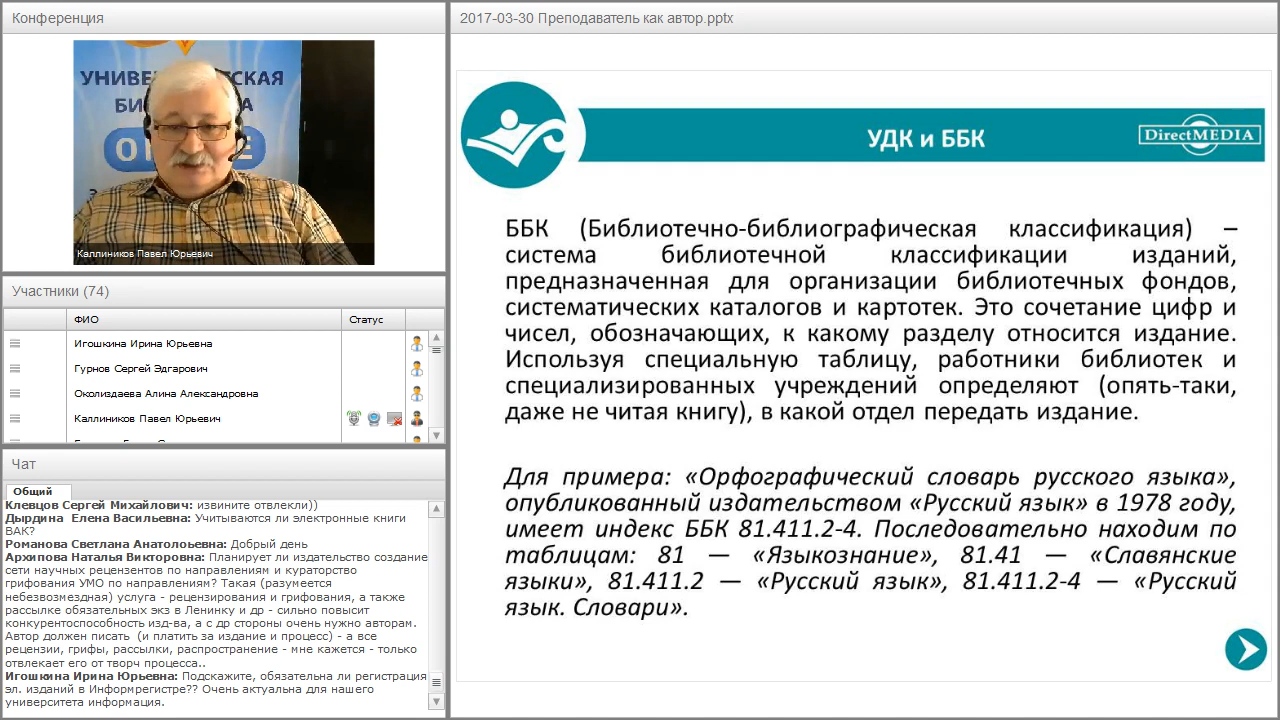 Конференция
УНИВЕ СКАЯ
Каллиников Павел Юрьевич
Участники (74)
ФИО
Статус
Игошкина Ирина Юрьевна
Гурнов Сергей Эдгарович
Околиздаева Алина Александровна
Каллиников Павел Юрьевич
Чат
Общий
Клевцов Сергей Михайлович: извините отвлекли))
Дырдина Елена Васильевна: Учитываются ли электронные книги
ВАК?
Романова Светлана Анатолоьевна: Добрый день
Архипова Наталья Викторовна: Планирует ли издательство создание
сети научных рецензентов по направлениям и кураторство
грифования УМО по направлениям? Такая (разумеется
небезвозмездная) услуга - рецензирования и грифования, а также
рассылке обязательных экз в Ленинку и др - сильно повысит
конкурентоспособность изд-ва, а с др стороны очень нужно авторам.
Автор должен писать (и платить за издание и процесс) - а все
рецензии, грифы, рассылки, распространение - мне кажется - только
отвлекает его от творч процесса..
Игошкина Ирина Юрьевна: Подскажите, обязательна ли регистрация
эл. изданий в Информрегистре?? Очень актуальна для нашего
университета информация.
2017-03-30 Преподаватель как автор.pptx
УДК и ББК
DirectMEDIA
ББК (Библиотечно-библиографическая классификация) –
система библиотечной классификации изданий,
предназначенная для организации библиотечных фондов,
систематических каталогов и картотек. Это сочетание цифр и
чисел, обозначающих, к какому разделу относится издание.
Используя специальную таблицу, работники библиотек и
специализированных учреждений определяют (опять-таки,
даже не читая книгу), в какой отдел передать издание.
Для примера: «Орфографический словарь русского языка»,
опубликованный издательством «Русский язык» в 1978 году,
имеет индекс ББК 81.411.2-4. Последовательно находим по
таблицам: 81 — «Языкознание», 81.41 — «Славянские
языки», 81.411.2 — «Русский язык», 81.411.2-4 — «Русский
язык. Словари».